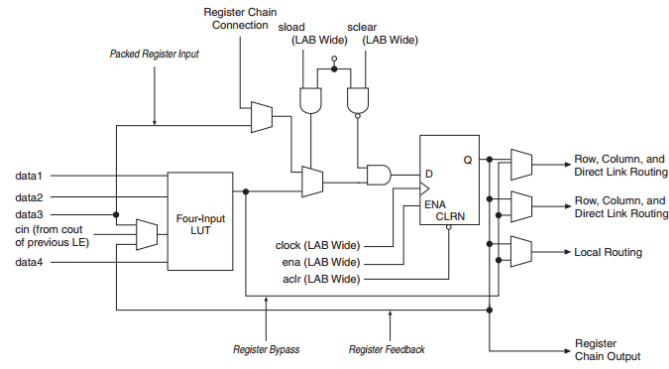 Register Chain
Connection
sload
(LAB Wide)
sclear
(LAB Wide)
Packed Register Input
data1
data2
data3
cin (from cout
of previous LE)
data4
Four-Input
LUT
D
Q
ENA
CLRN
clock (LAB Wide)
ena (LAB Wide)
aclr (LAB Wide)
Row, Column, and
Direct Link Routing
Row, Column, and
Direct Link Routing
Local Routing
Register Bypass
Register Feedback
Register
Chain Output